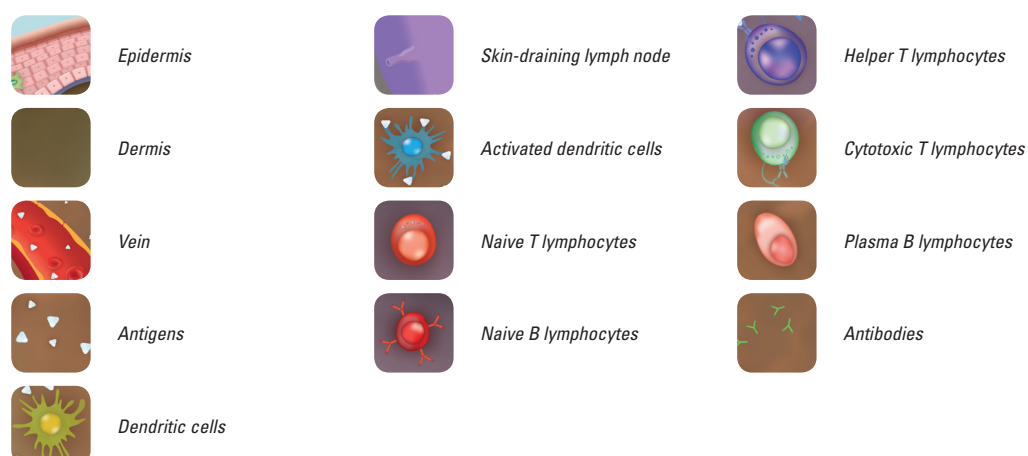 Epidermis
Dermis
Vein
Antigens
Dendritic cells
Skin-draining lymph node
Activated dendritic cells
Naive T lymphocytes
Naive B lymphocytes
Helper T lymphocytes
Cytotoxic T lymphocytes
Plasma B lymphocytes
Antibodies